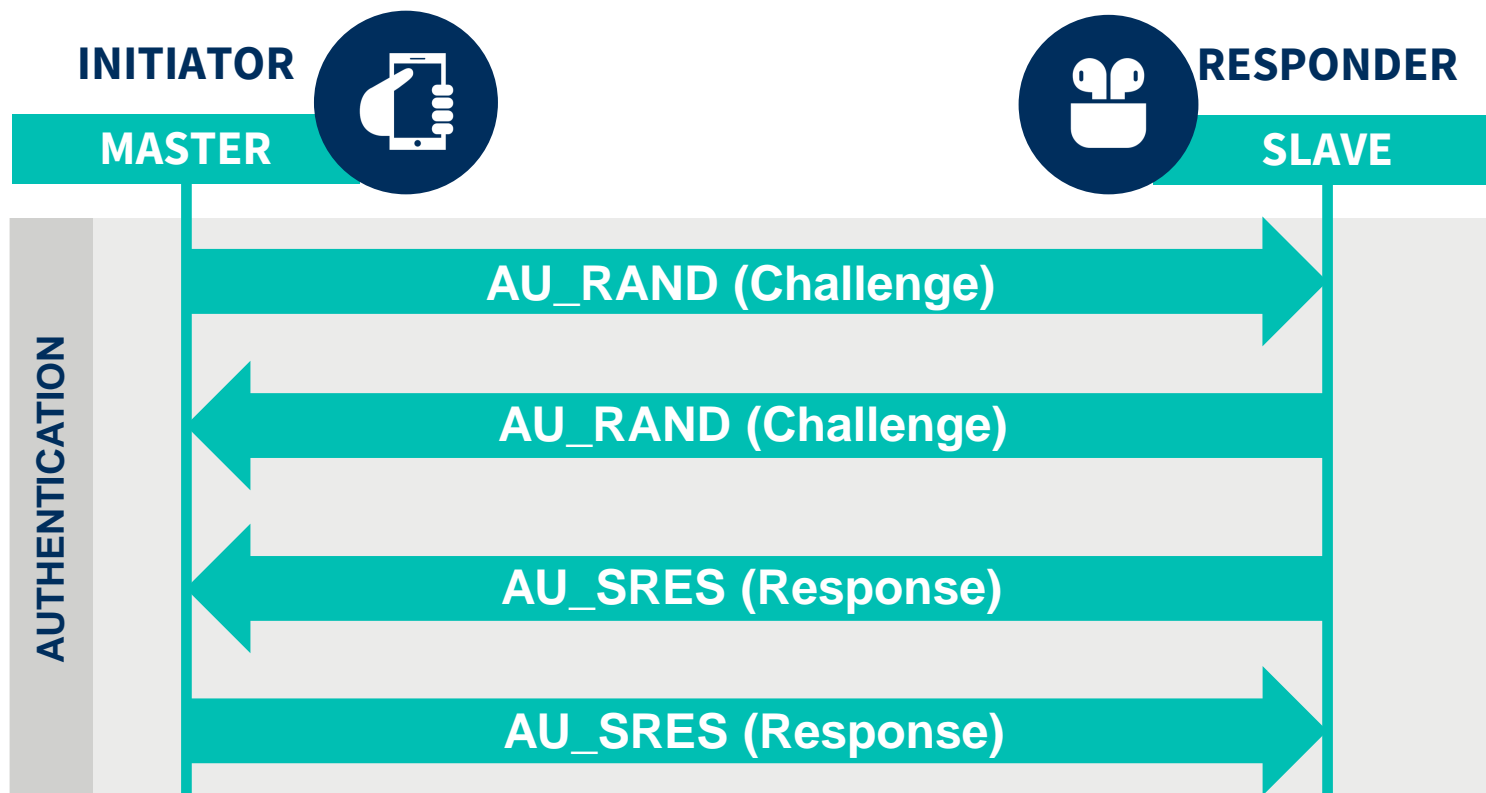 INITIATOR
RESPONDER
MASTER
SLAVE
AUTHENTICATION
AU_RAND (Challenge)
AU_RAND (Challenge)
AU_SRES (Response)
AU_SRES (Response)